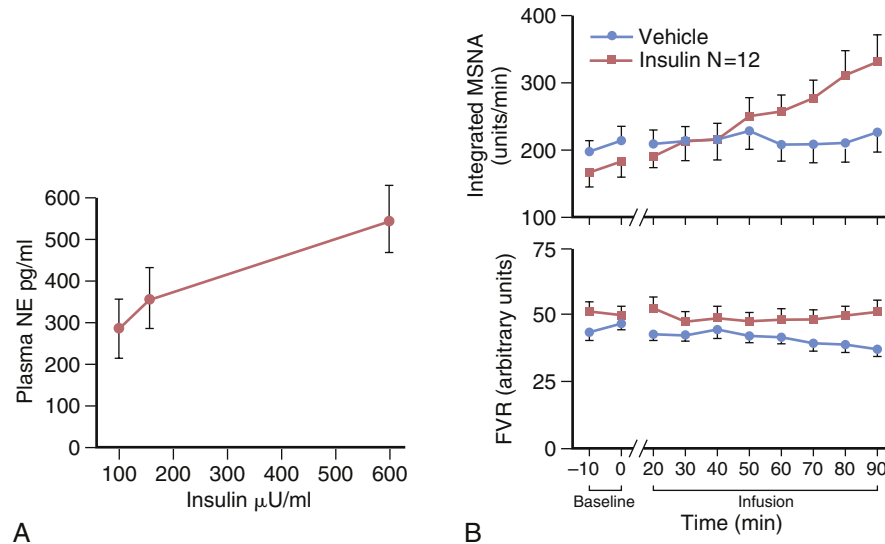 600
500
400
300
200
100
0
Plasma NE pg/ml
100 200 300 400 500 600
Insulin μU/ml
A
Vehicle
Insulin N=12
400
300
200
100
Integrated MSNA
(units/min)
75
50
25
0
FVR (arbitrary units)
–10 0 20 30 40 50 60 70 80 90
Baseline Infusion
Time (min)
B